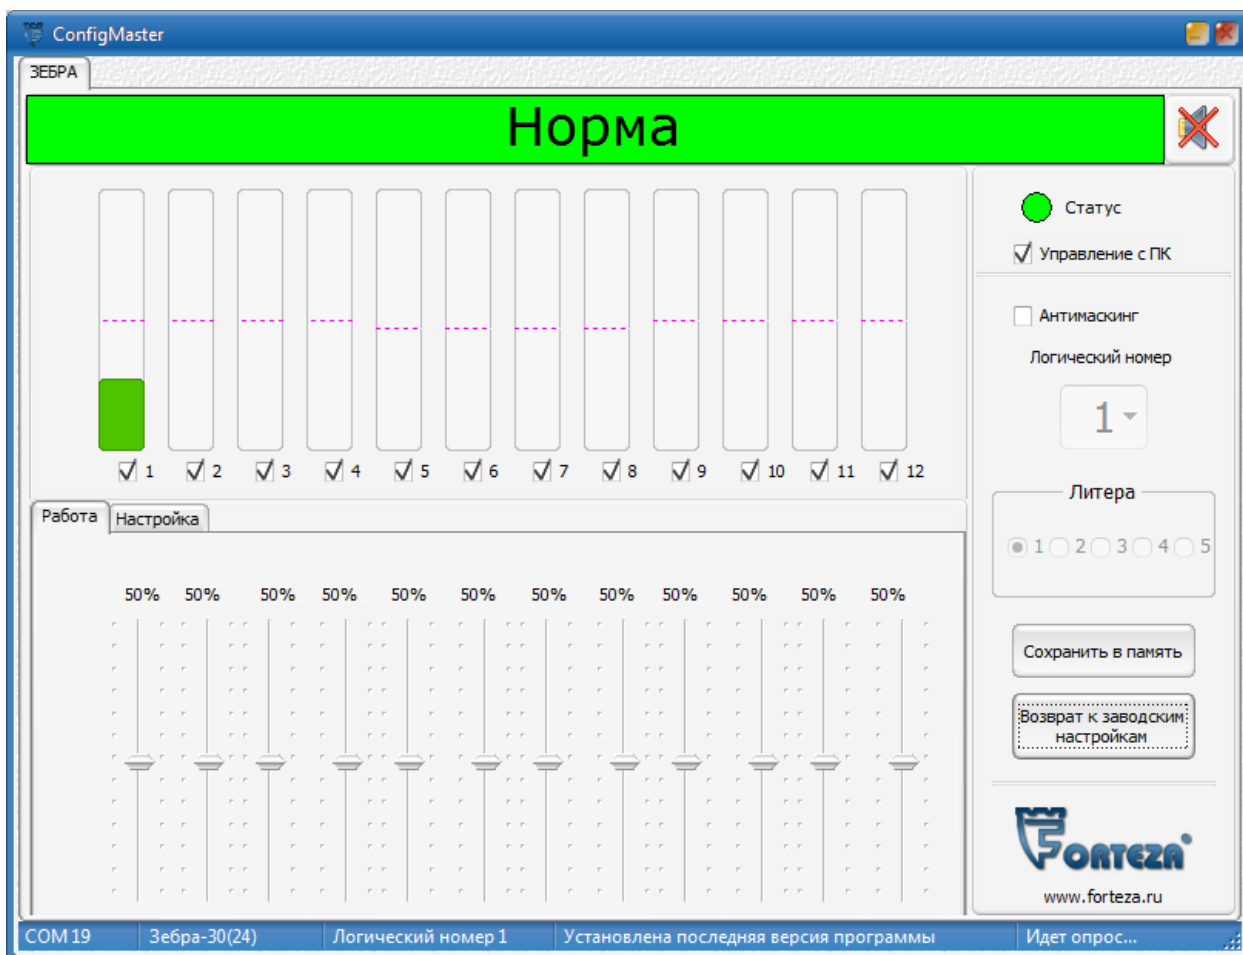 ConfigMaster
ЗЕБРА
Норма
Статус
Управление с ПК
Антимаскинг
Логический номер
1
1 2 3 4 5 6 7 8 9 10 11 12
Литера
1 2 3 4 5
Работа Настройка
50% 50% 50% 50% 50% 50% 50% 50% 50% 50% 50% 50%
Сохранить в память
Возврат к заводским
настройкам
FORTEZA
www.forteza.ru
COM 19 Зебра-30(24) Логический номер 1 Установлена последняя версия программы Идет опрос...